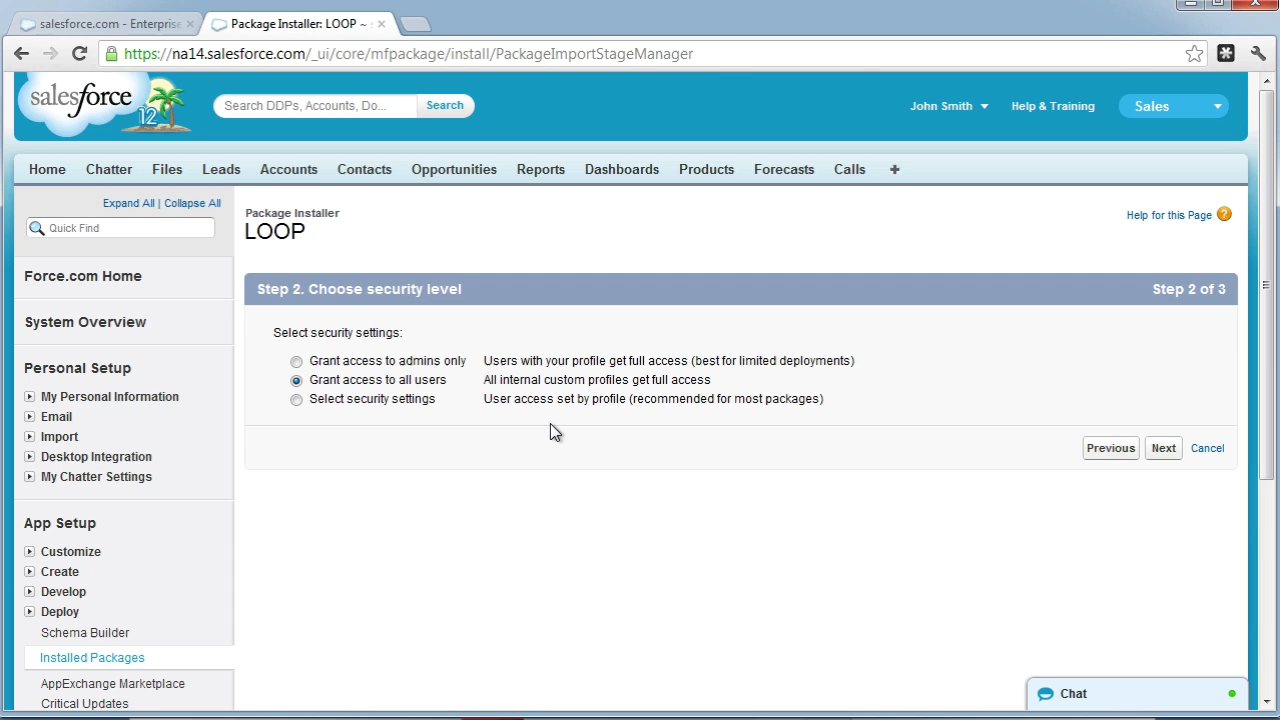 salesforce.com - Enterprise
Package Installer: LOOP ~
https://na14.salesforce.com/_ui/core/mfpackage/install/PackageImportStageManager
salesforce
12
Search DDPs, Accounts, Do...
Search
John Smith
Help & Training
Sales
Home Chatter Files Leads Accounts Contacts Opportunities Reports Dashboards Products Forecasts Calls +
Expand All | Collapse All
Quick Find
Force.com Home
System Overview
Personal Setup
My Personal Information
Email
Import
Desktop Integration
My Chatter Settings
App Setup
Customize
Create
Develop
Deploy
Schema Builder
Installed Packages
AppExchange Marketplace
Critical Updates
Package Installer
LOOP
Help for this Page ?
Step 2. Choose security level
Step 2 of 3
Select security settings:
Grant access to admins only Users with your profile get full access (best for limited deployments)
Grant access to all users All internal custom profiles get full access
Select security settings User access set by profile (recommended for most packages)
Previous Next Cancel
Chat